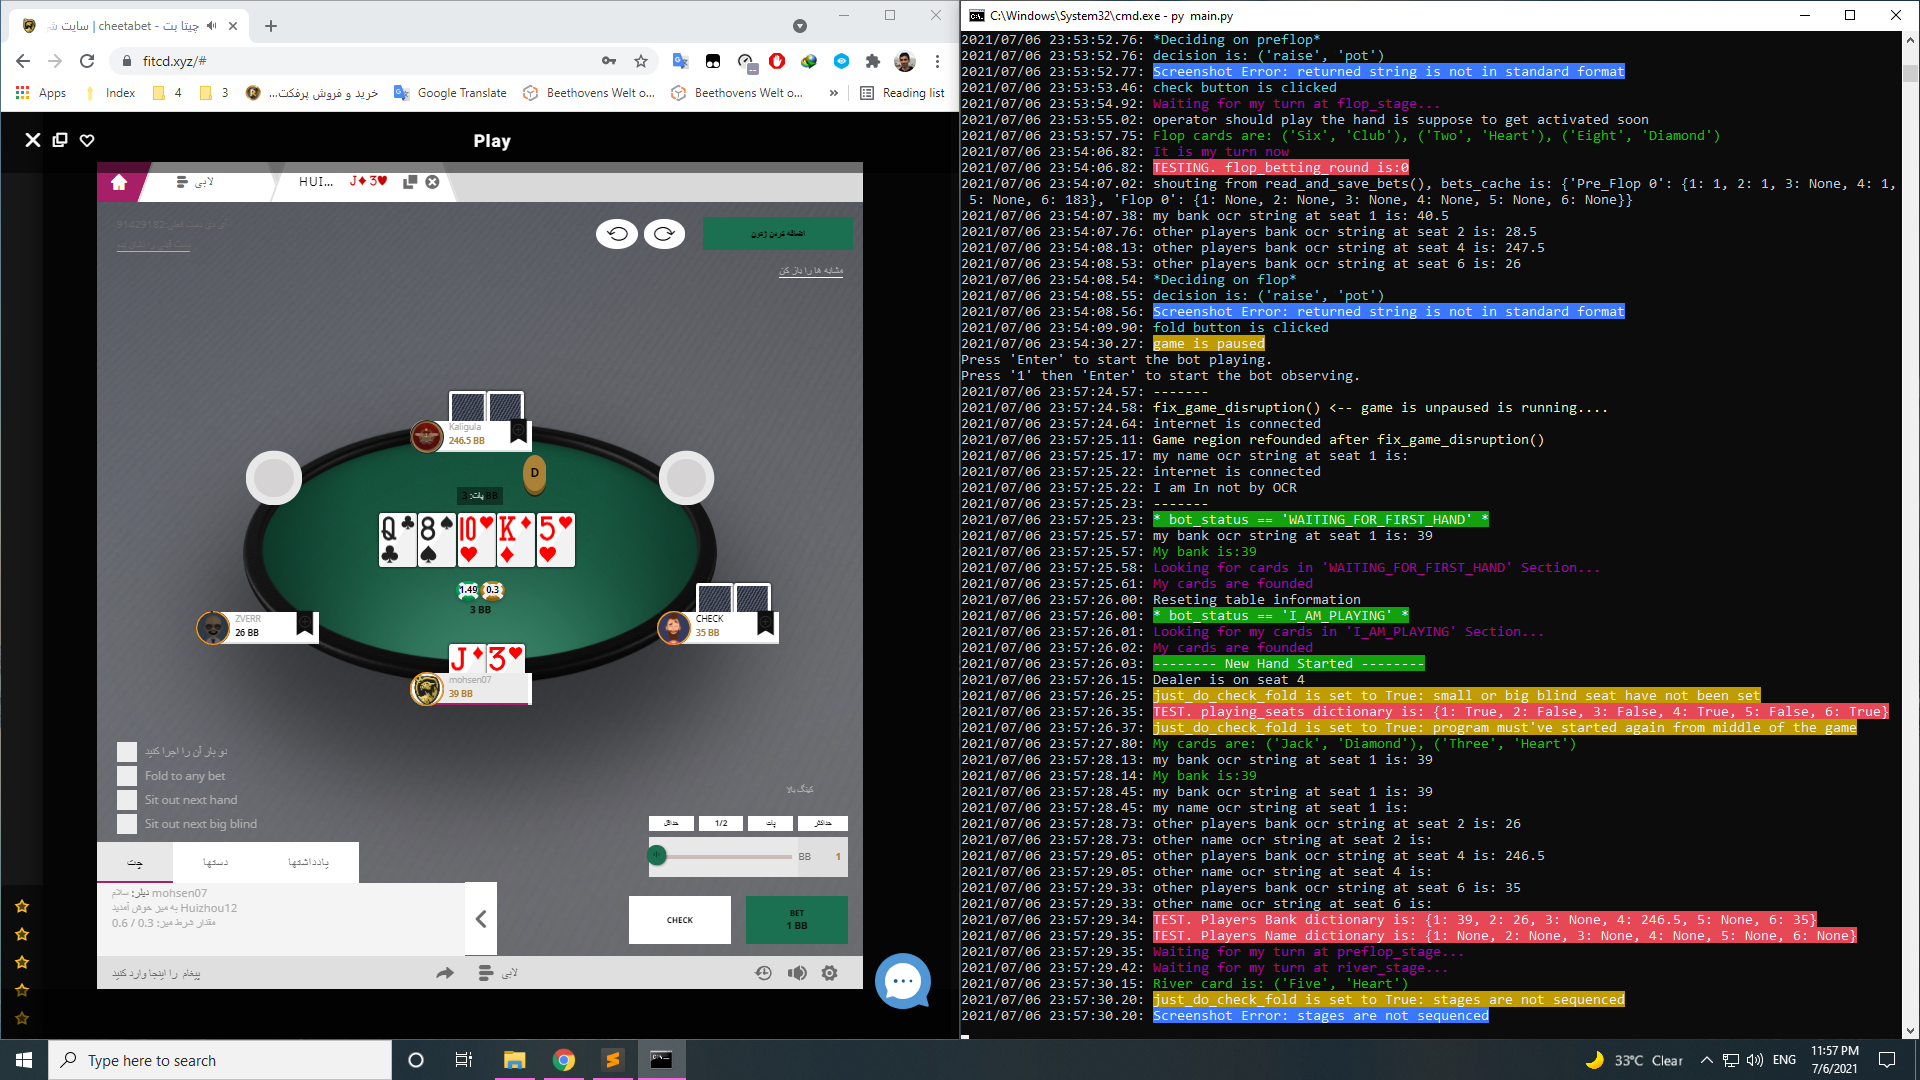 چیتا بت - cheetabet | سایت شر
fitcd.xyz/#
Apps
Index
4
3
خرید و فروش پرفکت...
Google Translate
Beethovens Welt o...
Beethovens Welt o...
»
Reading list
Play
لابی
HUI...
J♦3♥
91429182
اضافه کردن ژتون
مشابه ها را باز کن
Kaligula
246.5 BB
D
پات: 3 BB
Q 8 10 K 5
1.49
0.3
3 BB
ZVERR
26 BB
CHECK
35 BB
J 3
mohsen07
39 BB
دو بار آن را اجرا کنید
Fold to any bet
Sit out next hand
Sit out next big blind
کینگ بالا
حداقل
1/2
پات
حداکثر
BB 1
چت
دستها
یادداشتها
دیلر: سلام mohsen07
به میز خوش آمدید Huizhou12
مقدار شرط میز: 0.3 / 0.6
CHECK
BET
1 BB
پیغام را اینجا وارد کنید
لابی
C:\Windows\System32\cmd.exe - py  main.py
2021/07/06 23:53:52.76: *Deciding on preflop*
2021/07/06 23:53:52.76: decision is: ('raise', 'pot')
2021/07/06 23:53:52.77: Screenshot Error: returned string is not in standard format
2021/07/06 23:53:53.46: check button is clicked
2021/07/06 23:53:54.92: Waiting for my turn at flop_stage...
2021/07/06 23:53:55.02: operator should play the hand is suppose to get activated soon
2021/07/06 23:53:57.75: Flop cards are: ('Six', 'Club'), ('Two', 'Heart'), ('Eight', 'Diamond')
2021/07/06 23:54:06.82: It is my turn now
2021/07/06 23:54:06.82: TESTING. flop_betting_round is:0
2021/07/06 23:54:07.02: shouting from read_and_save_bets(), bets_cache is: {'Pre_Flop 0': {1: 1, 2: 1, 3: None, 4: 1,
5: None, 6: 183}, 'Flop 0': {1: None, 2: None, 3: None, 4: None, 5: None, 6: None}}
2021/07/06 23:54:07.38: my bank ocr string at seat 1 is: 40.5
2021/07/06 23:54:07.76: other players bank ocr string at seat 2 is: 28.5
2021/07/06 23:54:08.13: other players bank ocr string at seat 4 is: 247.5
2021/07/06 23:54:08.53: other players bank ocr string at seat 6 is: 26
2021/07/06 23:54:08.54: *Deciding on flop*
2021/07/06 23:54:08.55: decision is: ('raise', 'pot')
2021/07/06 23:54:08.56: Screenshot Error: returned string is not in standard format
2021/07/06 23:54:09.90: fold button is clicked
2021/07/06 23:54:30.27: game is paused
Press 'Enter' to start the bot playing.
Press '1' then 'Enter' to start the bot observing.
2021/07/06 23:57:24.57: -------
2021/07/06 23:57:24.58: fix_game_disruption() <-- game is unpaused is running....
2021/07/06 23:57:24.64: internet is connected
2021/07/06 23:57:25.11: Game region refounded after fix_game_disruption()
2021/07/06 23:57:25.17: my name ocr string at seat 1 is:
2021/07/06 23:57:25.22: internet is connected
2021/07/06 23:57:25.22: I am In not by OCR
2021/07/06 23:57:25.23: -------
2021/07/06 23:57:25.23: * bot_status == 'WAITING_FOR_FIRST_HAND' *
2021/07/06 23:57:25.57: my bank ocr string at seat 1 is: 39
2021/07/06 23:57:25.57: My bank is:39
2021/07/06 23:57:25.58: Looking for cards in 'WAITING_FOR_FIRST_HAND' Section...
2021/07/06 23:57:25.61: My cards are founded
2021/07/06 23:57:26.00: Reseting table information
2021/07/06 23:57:26.00: * bot_status == 'I_AM_PLAYING' *
2021/07/06 23:57:26.01: Looking for my cards in 'I_AM_PLAYING' Section...
2021/07/06 23:57:26.02: My cards are founded
2021/07/06 23:57:26.03: -------- New Hand Started --------
2021/07/06 23:57:26.15: Dealer is on seat 4
2021/07/06 23:57:26.25: just_do_check_fold is set to True: small or big blind seat have not been set
2021/07/06 23:57:26.35: TEST. playing_seats dictionary is: {1: True, 2: False, 3: False, 4: True, 5: False, 6: True}
2021/07/06 23:57:26.37: just_do_check_fold is set to True: program must've started again from middle of the game
2021/07/06 23:57:27.80: My cards are: ('Jack', 'Diamond'), ('Three', 'Heart')
2021/07/06 23:57:28.13: my bank ocr string at seat 1 is: 39
2021/07/06 23:57:28.14: My bank is:39
2021/07/06 23:57:28.45: my bank ocr string at seat 1 is: 39
2021/07/06 23:57:28.45: my name ocr string at seat 1 is:
2021/07/06 23:57:28.73: other players bank ocr string at seat 2 is: 26
2021/07/06 23:57:28.73: other name ocr string at seat 2 is:
2021/07/06 23:57:29.05: other players bank ocr string at seat 4 is: 246.5
2021/07/06 23:57:29.05: other name ocr string at seat 4 is:
2021/07/06 23:57:29.33: other players bank ocr string at seat 6 is: 35
2021/07/06 23:57:29.33: other name ocr string at seat 6 is:
2021/07/06 23:57:29.34: TEST. Players Bank dictionary is: {1: 39, 2: 26, 3: None, 4: 246.5, 5: None, 6: 35}
2021/07/06 23:57:29.35: TEST. Players Name dictionary is: {1: None, 2: None, 3: None, 4: None, 5: None, 6: None}
2021/07/06 23:57:29.35: Waiting for my turn at preflop_stage...
2021/07/06 23:57:29.42: Waiting for my turn at river_stage...
2021/07/06 23:57:30.15: River card is: ('Five', 'Heart')
2021/07/06 23:57:30.20: just_do_check_fold is set to True: stages are not sequenced
2021/07/06 23:57:30.20: Screenshot Error: stages are not sequenced
Type here to search
33°C Clear
ENG
11:57 PM
7/6/2021